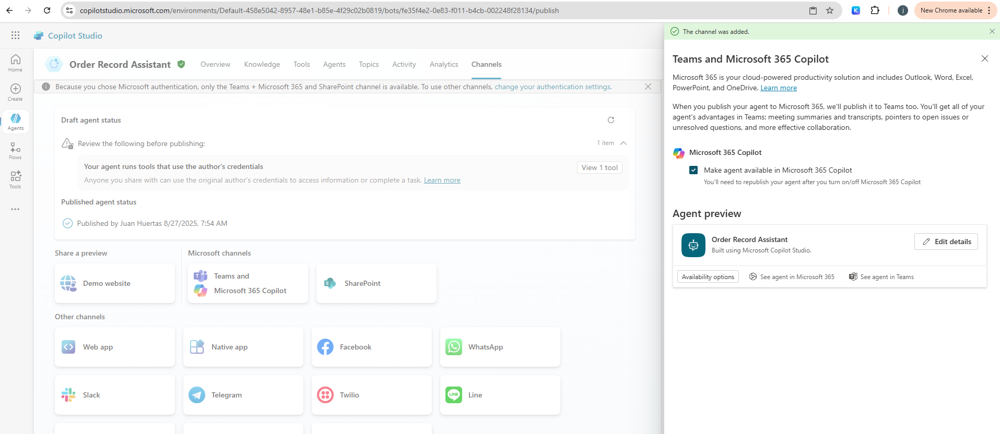 copilotstudio.microsoft.com/environments/Default-458e5042-8957-48e1-b85e-4f29c02b0819/bots/fe35f4e2-0e83-f011-b4cb-002248f28134/publish
K
j
New Chrome available
Copilot Studio
Home
Create
Agents
Flows
Tools
Order Record Assistant
Overview
Knowledge
Tools
Agents
Topics
Activity
Analytics
Channels
Because you chose Microsoft authentication, only the Teams + Microsoft 365 and SharePoint channel is available. To use other channels, change your authentication settings.
Draft agent status
Review the following before publishing:
1 item
Your agent runs tools that use the author's credentials
View 1 tool
Anyone you share with can use the original author's credentials to access information or complete a task. Learn more
Published agent status
Published by Juan Huertas 8/27/2025, 7:54 AM
Share a preview
Microsoft channels
Demo website
Teams and
Microsoft 365 Copilot
SharePoint
Other channels
Web app
Native app
Facebook
WhatsApp
Slack
Telegram
Twilio
LINE
Line
The channel was added.
Teams and Microsoft 365 Copilot
Microsoft 365 is your cloud-powered productivity solution and includes Outlook, Word, Excel,
PowerPoint, and OneDrive. Learn more
When you publish your agent to Microsoft 365, we'll publish it to Teams too. You'll get all of your
agent's advantages in Teams: meeting summaries and transcripts, pointers to open issues or
unresolved questions, and more effective collaboration.
Microsoft 365 Copilot
Make agent available in Microsoft 365 Copilot
You'll need to republish your agent after you turn on/off Microsoft 365 Copilot
Agent preview
Order Record Assistant
Built using Microsoft Copilot Studio.
Edit details
Availability options
See agent in Microsoft 365
See agent in Teams